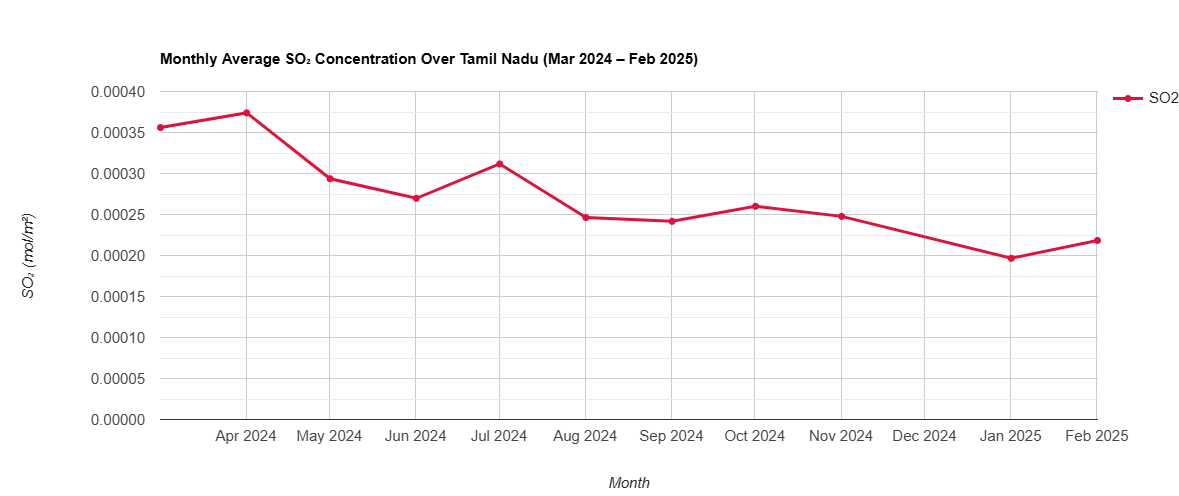 Monthly Average SO₂ Concentration Over Tamil Nadu (Mar 2024 – Feb 2025)
SO2
0.00040
0.00035
0.00030
0.00025
0.00020
0.00015
0.00010
0.00005
0.00000
SO₂ (mol/m²)
Apr 2024 May 2024 Jun 2024 Jul 2024 Aug 2024 Sep 2024 Oct 2024 Nov 2024 Dec 2024 Jan 2025 Feb 2025
Month